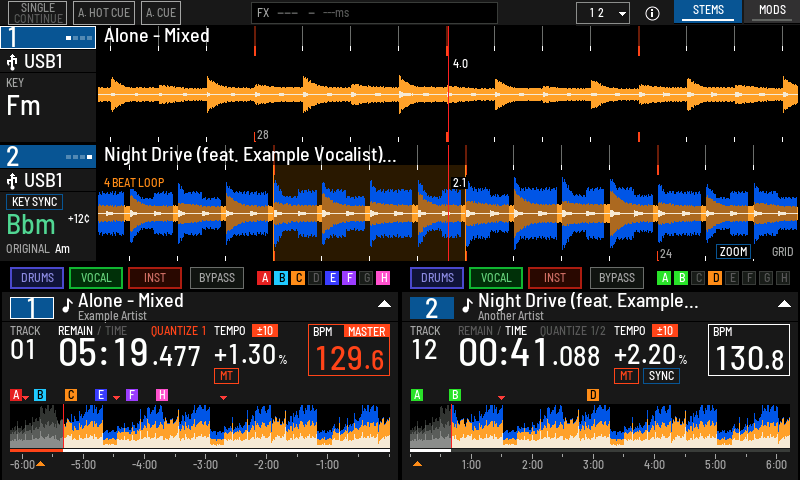 SINGLE
CONTINUE
A. HOT CUE
A. CUE
FX --- - ---ms
1 2
STEMS
MODS
1
Alone - Mixed
USB1
4.0
KEY
Fm
28
2
Night Drive (feat. Example Vocalist)...
USB1
4 BEAT LOOP
2.1
KEY SYNC
Bbm
+12¢
ORIGINAL Am
24
ZOOM
GRID
DRUMS
VOCAL
INST
BYPASS
A B C D E F G H
DRUMS
VOCAL
INST
BYPASS
A B C D E F G H
1
Alone - Mixed
Example Artist
TRACK
01
REMAIN / TIME
QUANTIZE 1
05:19.477
TEMPO
±10
+1.30%
MT
BPM
MASTER
129.6
A B C E F H
-6:00 -5:00 -4:00 -3:00 -2:00 -1:00
2
Night Drive (feat. Example...
Another Artist
TRACK
12
REMAIN / TIME
QUANTIZE 1/2
00:41.088
TEMPO
±10
+2.20%
MT
SYNC
BPM
130.8
A B D
1:00 2:00 3:00 4:00 5:00 6:00